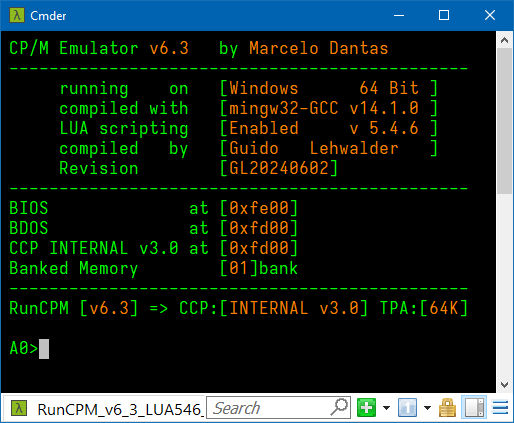 Cmder
CP/M Emulator v6.3 by Marcelo Dantas
----------------------------------------------
running on [Windows 64 Bit ]
compiled with [mingw32-GCC v14.1.0 ]
LUA scripting [Enabled v 5.4.6 ]
compiled by [Guido Lehwalder ]
Revision [GL20240602]
----------------------------------------------
BIOS at [0xfe00]
BDOS at [0xfd00]
CCP INTERNAL v3.0 at [0xfd00]
Banked Memory [01]bank
----------------------------------------------
RunCPM [v6.3] => CCP:[INTERNAL v3.0] TPA:[64K]
A0>
RunCPM_v6_3_LUA546_ Search